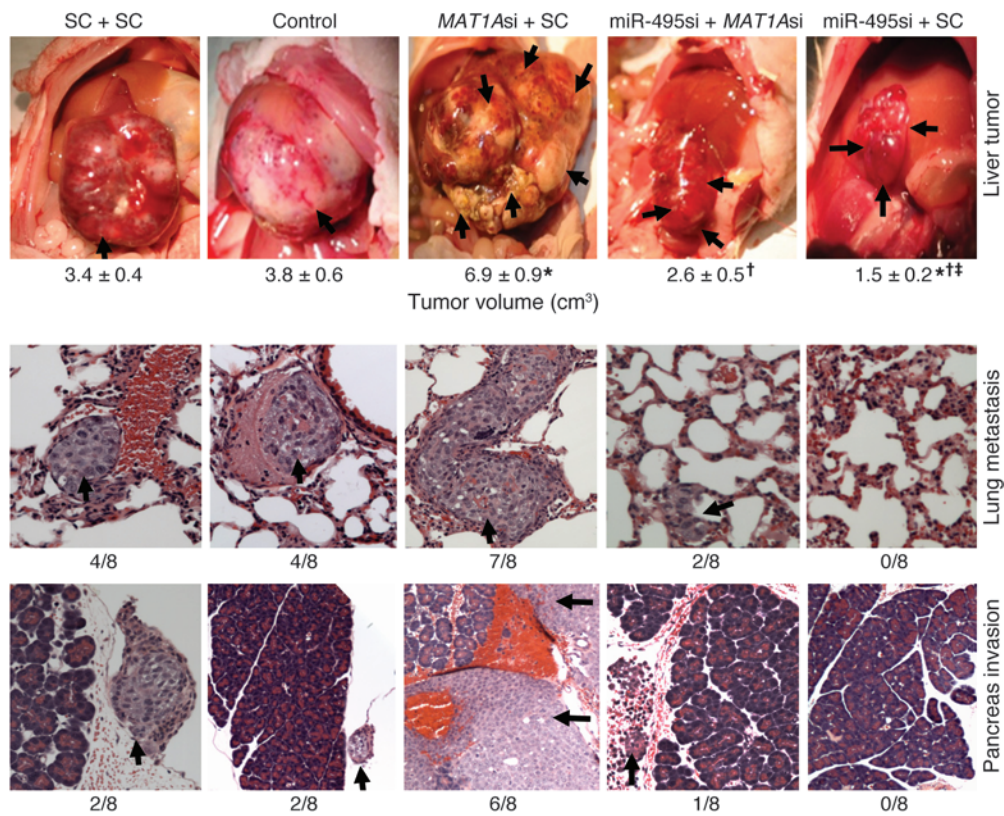 SC + SC Control MAT1Asi + SC miR-495si + MAT1Asi miR-495si + SC
Liver tumor
3.4 ± 0.4 3.8 ± 0.6 6.9 ± 0.9* 2.6 ± 0.5† 1.5 ± 0.2*†‡
Tumor volume (cm³)
Lung metastasis
4/8 4/8 7/8 2/8 0/8
Pancreas invasion
2/8 2/8 6/8 1/8 0/8